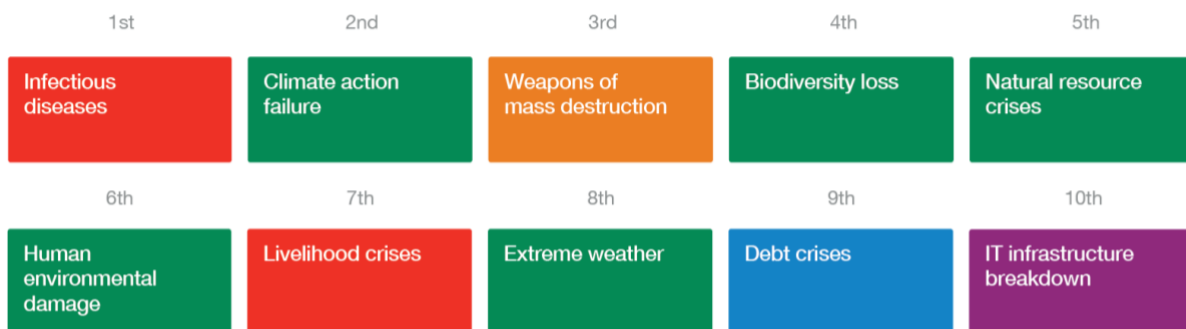 1st
2nd
3rd
4th
5th
Infectious
diseases
Climate action
failure
Weapons of
mass destruction
Biodiversity loss
Natural resource
crises
6th
7th
8th
9th
10th
Human
environmental
damage
Livelihood crises
Extreme weather
Debt crises
IT infrastructure
breakdown